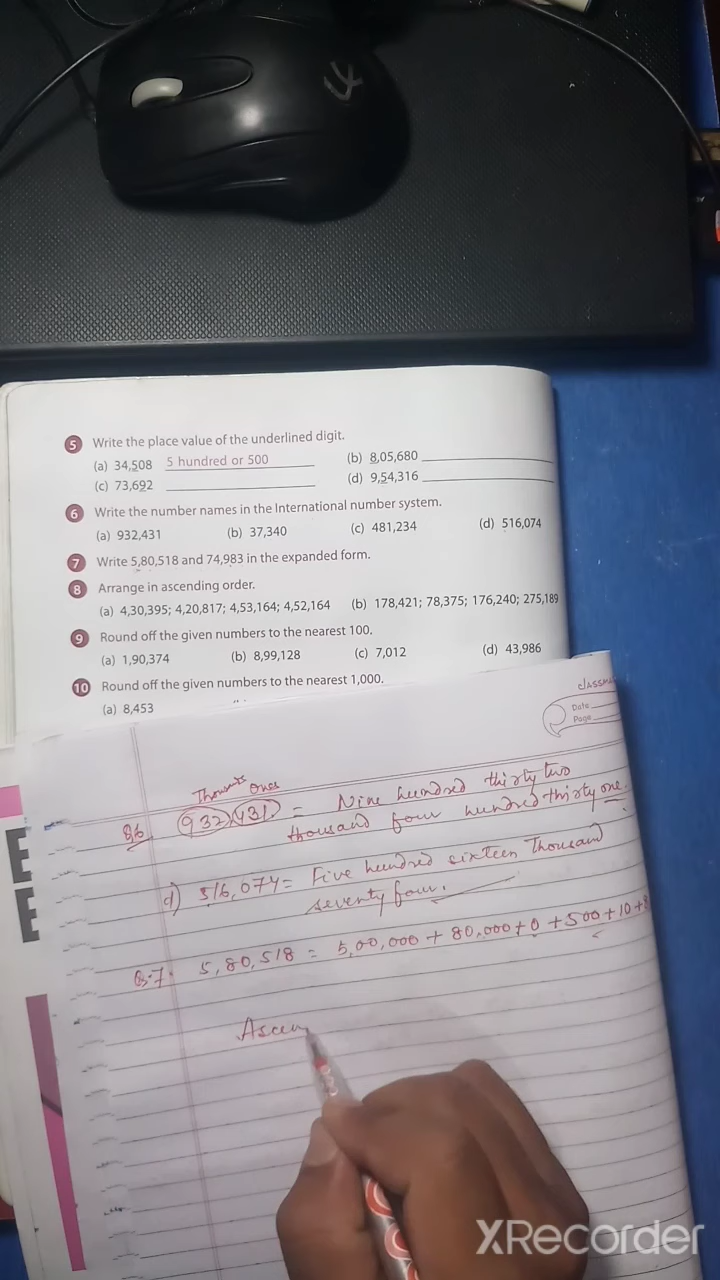 5 Write the place value of the underlined digit.
(a) 34,508 5 hundred or 500 (b) 8,05,680
(c) 73,692 (d) 9,54,316
6 Write the number names in the International number system.
(a) 932,431 (b) 37,340 (c) 481,234 (d) 516,074
7 Write 5,80,518 and 74,983 in the expanded form.
8 Arrange in ascending order.
(a) 4,30,395; 4,20,817; 4,53,164; 4,52,164 (b) 178,421; 78,375; 176,240; 275,189
9 Round off the given numbers to the nearest 100.
(a) 1,90,374 (b) 8,99,128 (c) 7,012 (d) 43,986
10 Round off the given numbers to the nearest 1,000.
(a) 8,453
Date
Page
Ones
932,431 = Nine hundred thirty two
thousand four hundred thirty one.
d) 516,074 = Five hundred sixteen Thousand
seventy four.
Q.7. 5,80,518 = 5,00,000 + 80,000 + 0 + 500 + 10 + 8
Ascen
E
E
XRecorder